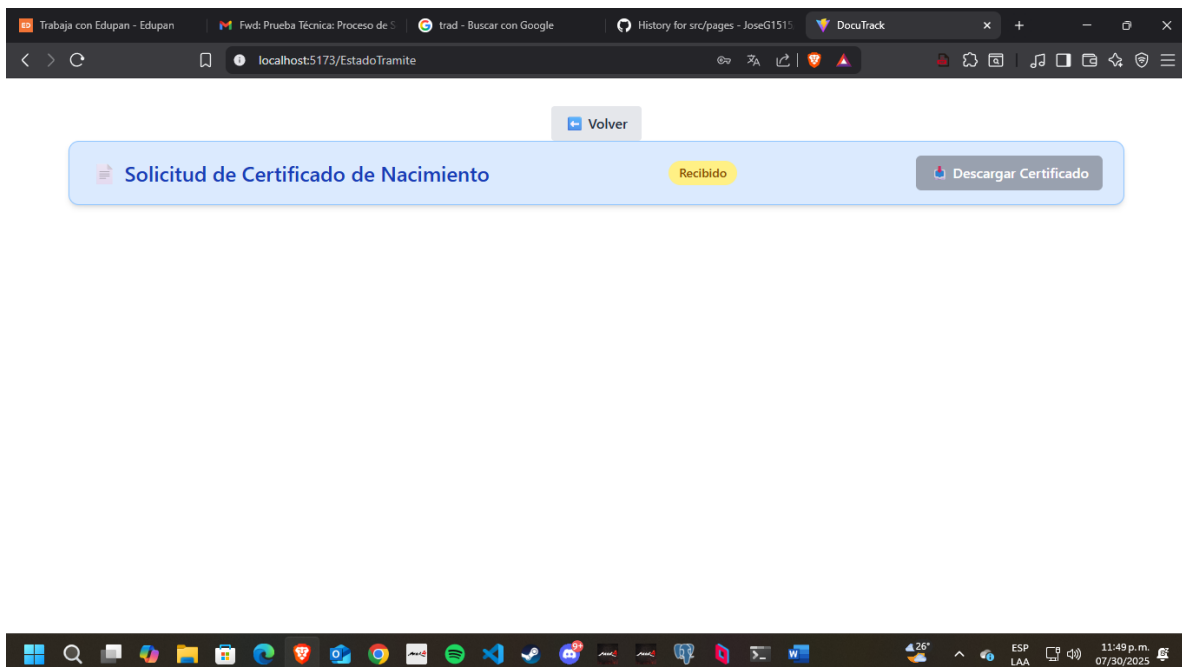 Trabaja con Edupan - Edupan
Fwd: Prueba Técnica: Proceso de S
trad - Buscar con Google
History for src/pages - JoseG1515
DocuTrack
localhost:5173/EstadoTramite
Volver
Solicitud de Certificado de Nacimiento
Recibido
Descargar Certificado
26°
ESP
LAA
11:49 p.m.
07/30/2025